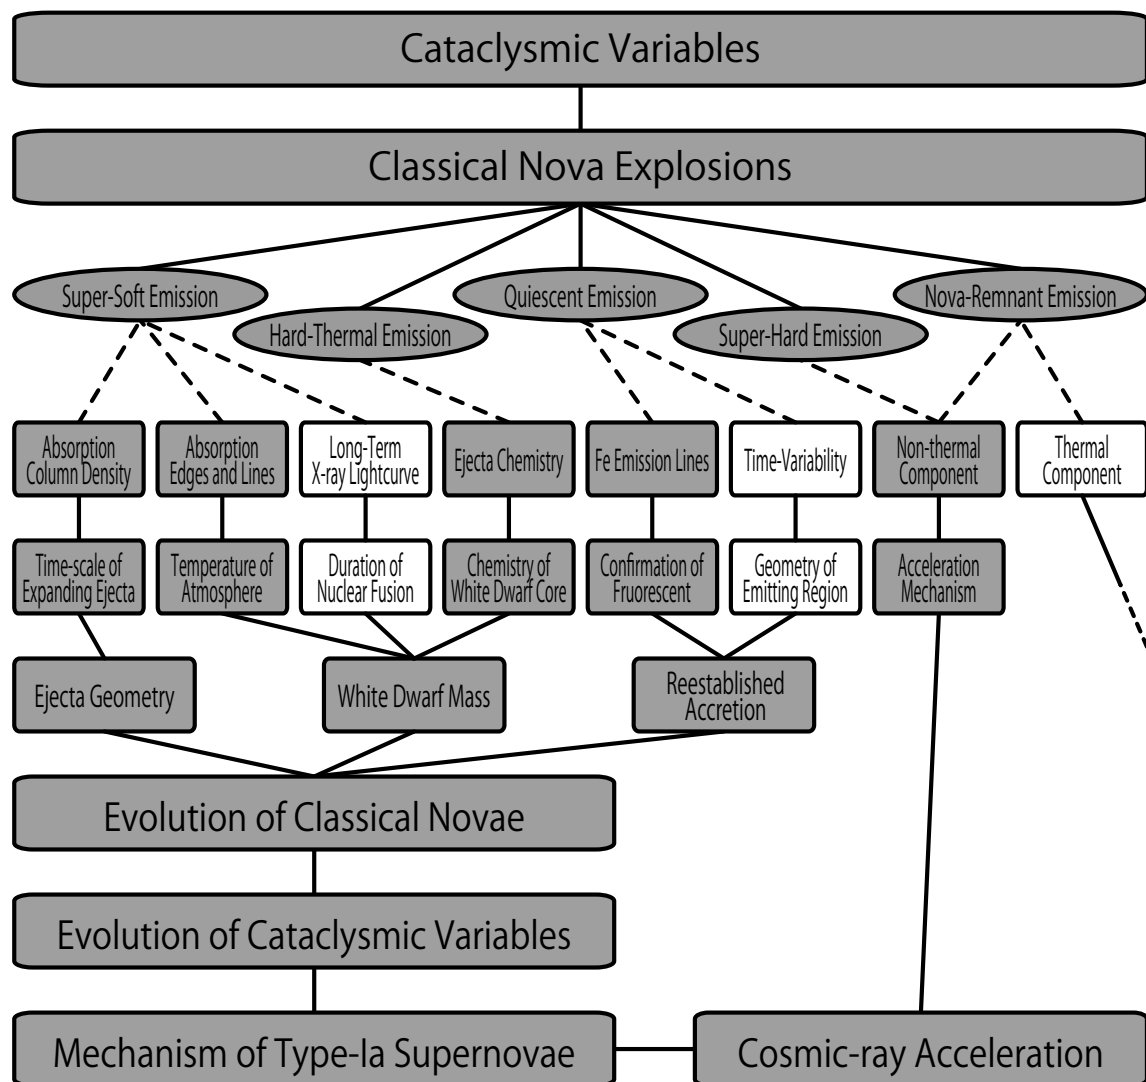 Cataclysmic Variables
Classical Nova Explosions
Super-Soft Emission
Quiescent Emission
Nova-Remnant Emission
Hard-Thermal Emission
Super-Hard Emission
Absorption
Column Density
Absorption
Edges and Lines
Long-Term
X-ray Lightcurve
Ejecta Chemistry
Fe Emission Lines
Time-Variability
Non-thermal
Component
Thermal
Component
Time-scale of
Expanding Ejecta
Temperature of
Atmosphere
Duration of
Nuclear Fusion
Chemistry of
White Dwarf Core
Confirmation of
Fruorescent
Geometry of
Emitting Region
Acceleration
Mechanism
Ejecta Geometry
White Dwarf Mass
Reestablished
Accretion
Evolution of Classical Novae
Evolution of Cataclysmic Variables
Mechanism of Type-Ia Supernovae
Cosmic-ray Acceleration